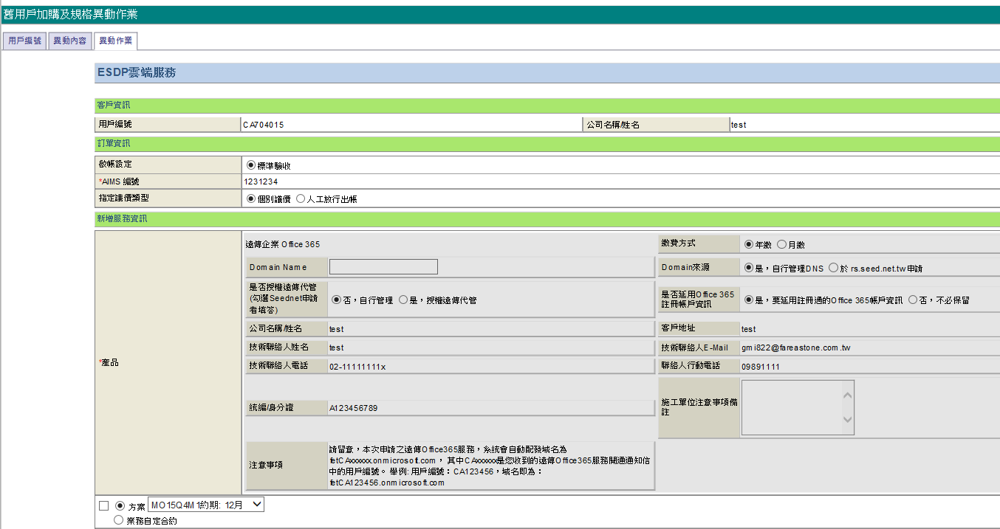 舊用戶加購及規格異動作業
用戶編號 異動內容 異動作業
ESDP雲端服務
客戶資訊
用戶編號 CA704015 公司名稱/姓名 test
訂單資訊
啟帳設定 標準驗收
*AIMS 編號 1231234
指定議價類型 個別議價 人工放行出帳
新增服務資訊
*產品
遠傳企業 Office 365 繳費方式 年繳 月繳
Domain Name Domain來源 是，自行管理DNS 於 rs.seed.net.tw申請
是否授權遠傳代管
(勾選Seednet申請
者填答)
否，自行管理 是，授權遠傳代管
是否延用Office 365
註冊帳戶資訊
是，要延用註冊過的Office 365帳戶資訊 否，不必保留
公司名稱/姓名 test 客戶地址 test
技術聯絡人姓名 test 技術聯絡人E-Mail gmi822@fareastone.com.tw
技術聯絡人電話 02-11111111x 聯絡人行動電話 09891111
統編/身分證 A123456789
施工單位注意事項備
註
注意事項
請留意，本次申請之遠傳Office365服務，系統會自動配發域名為
fetCAxxxxxx.onmicrosoft.com， 其中CAxxxxxx是您收到的遠傳Office365服務開通通知信
中的用戶編號。 舉例: 用戶編號：CA123456，域名即為：
fetCA123456.onmicrosoft.com
方案 MO15Q4M1約期: 12月
業務自定合約